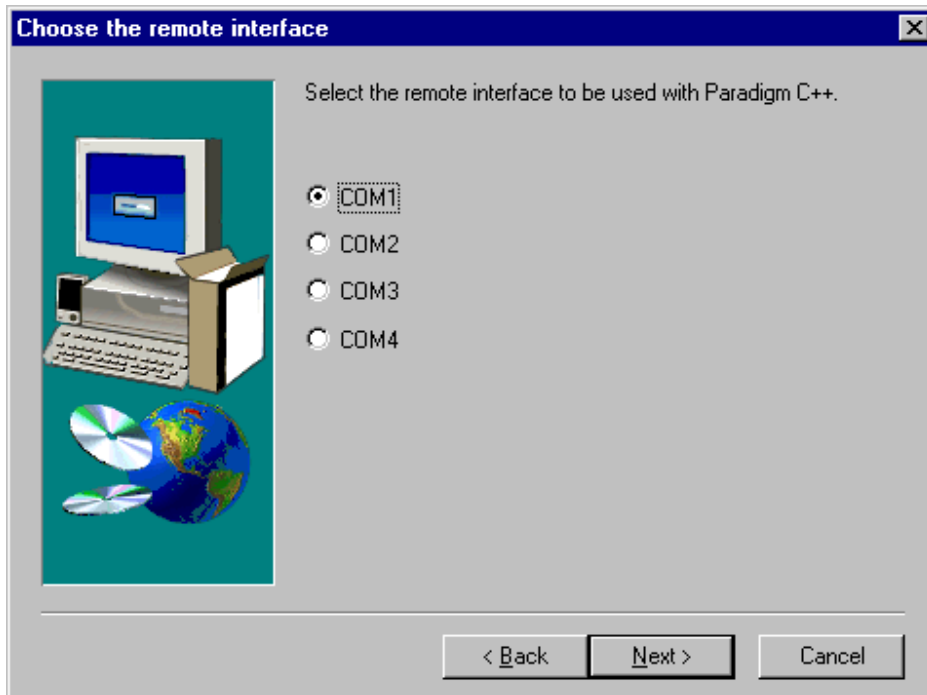 Choose the remote interface
Select the remote interface to be used with Paradigm C++.
COM1
COM2
COM3
COM4
< Back
Next >
Cancel